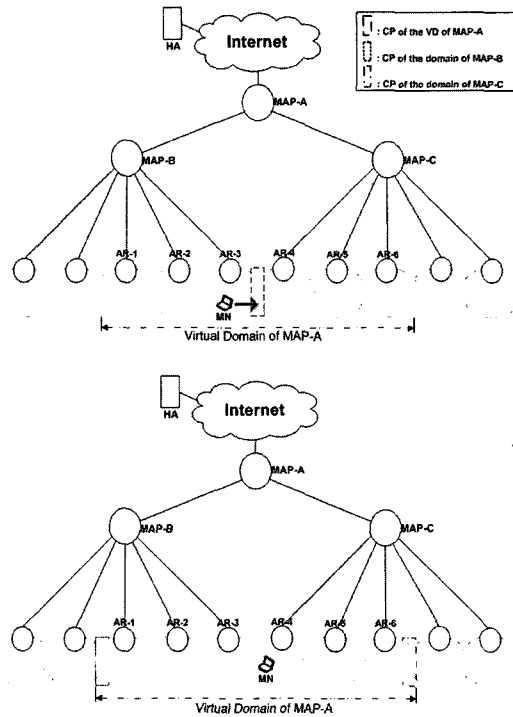 HA
Internet
: CP of the VD of MAP-A
: CP of the domain of MAP-B
: CP of the domain of MAP-C
MAP-A
MAP-B
MAP-C
AR-1 AR-2 AR-3 AR-4 AR-5 AR-6
MN
Virtual Domain of MAP-A
HA
Internet
MAP-A
MAP-B
MAP-C
AR-1 AR-2 AR-3 AR-4 AR-5 AR-6
MN
Virtual Domain of MAP-A